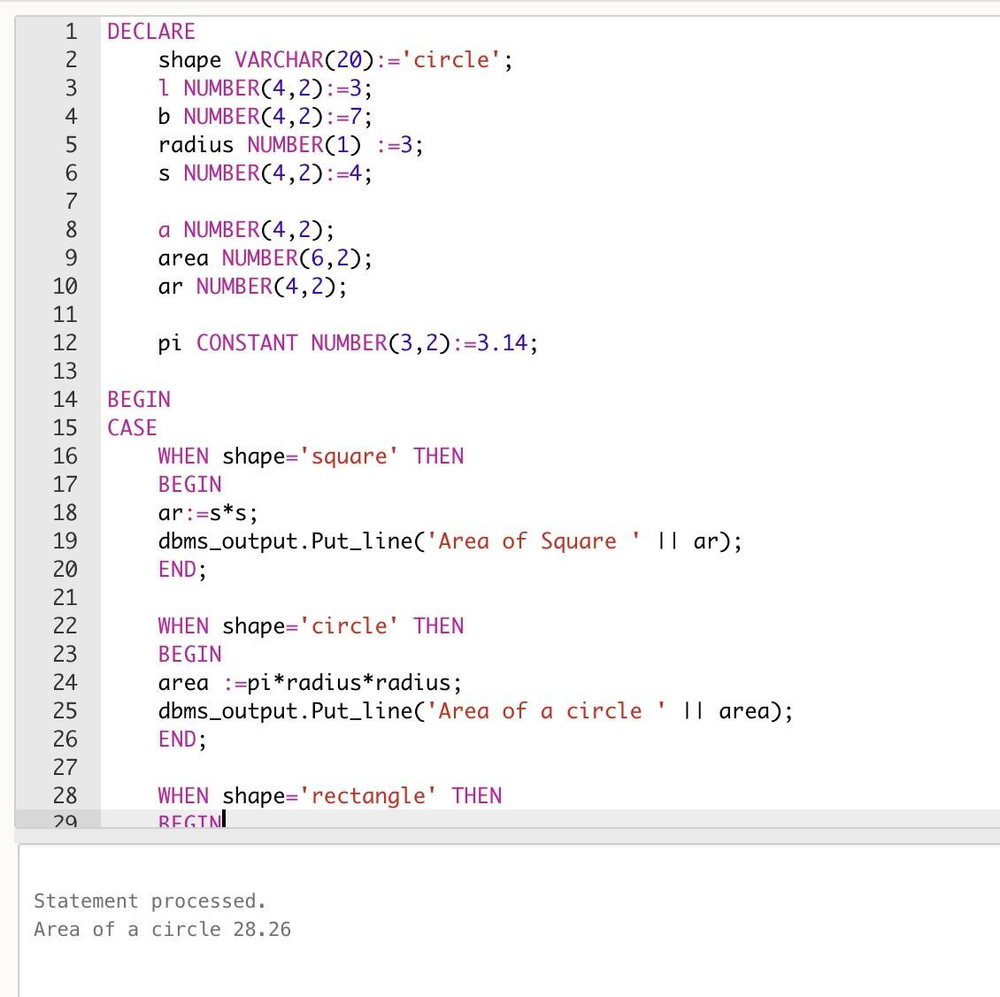 1 DECLARE
2 shape VARCHAR(20):='circle';
3 l NUMBER(4,2):=3;
4 b NUMBER(4,2):=7;
5 radius NUMBER(1) :=3;
6 s NUMBER(4,2):=4;
7
8 a NUMBER(4,2);
9 area NUMBER(6,2);
10 ar NUMBER(4,2);
11
12 pi CONSTANT NUMBER(3,2):=3.14;
13
14 BEGIN
15 CASE
16 WHEN shape='square' THEN
17 BEGIN
18 ar:=s*s;
19 dbms_output.Put_line('Area of Square ' || ar);
20 END;
21
22 WHEN shape='circle' THEN
23 BEGIN
24 area :=pi*radius*radius;
25 dbms_output.Put_line('Area of a circle ' || area);
26 END;
27
28 WHEN shape='rectangle' THEN
29 BEGIN
Statement processed.
Area of a circle 28.26